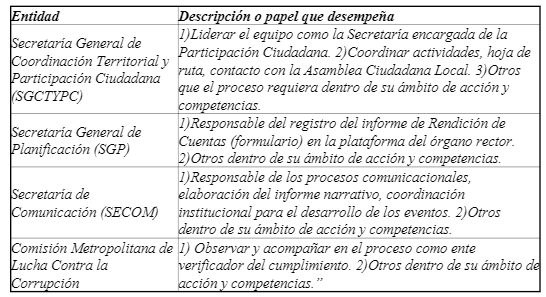 Entidad Descripción o papel que desempeña
Secretaría General de Coordinación Territorial y Participación Ciudadana (SGCTYPC)
1)Liderar el equipo como la Secretaría encargada de la
Participación Ciudadana. 2)Coordinar actividades, hoja de
ruta, contacto con la Asamblea Ciudadana Local. 3)Otros
que el proceso requiera dentro de su ámbito de acción y
competencias.
Secretaría General de
Planificación (SGP)
1)Responsable del registro del informe de Rendición de
Cuentas (formulario) en la plataforma del órgano rector.
2)Otros dentro de su ámbito de acción y competencias.
Secretaría de
Comunicación (SECOM)
1)Responsable de los procesos comunicacionales,
elaboración del informe narrativo, coordinación
institucional para el desarrollo de los eventos. 2)Otros
dentro de su ámbito de acción y competencias.
Comisión Metropolitana de
Lucha Contra la
Corrupción
1) Observar y acompañar en el proceso como ente
verificador del cumplimiento. 2)Otros dentro de su ámbito de
acción y competencias.”